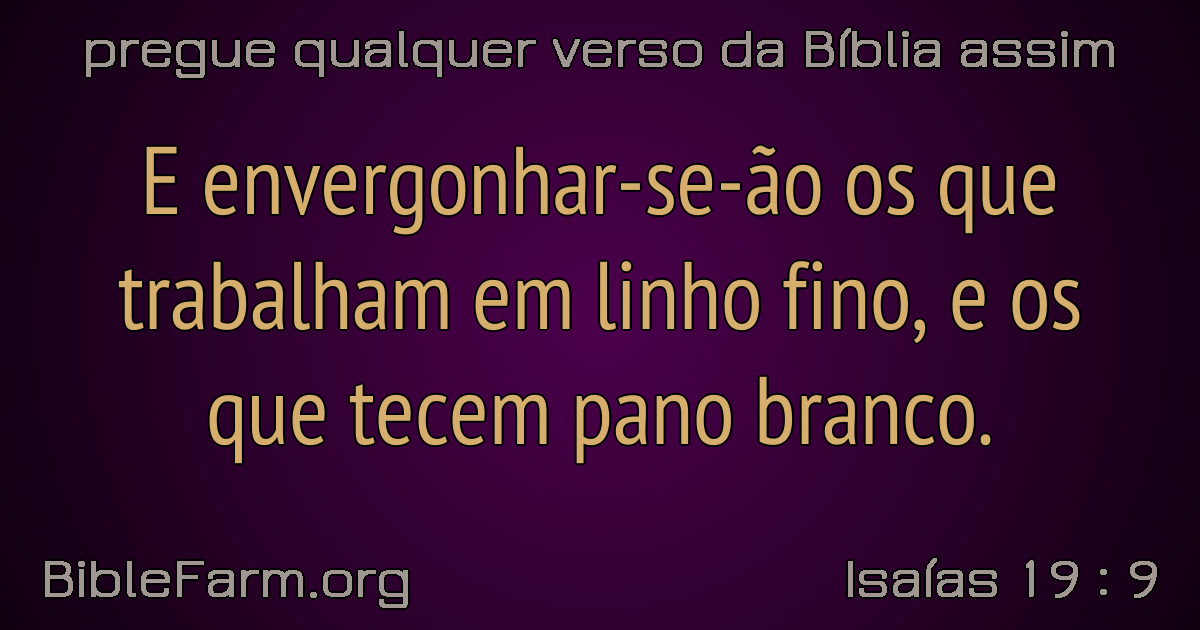 pregue qualquer verso da Bíblia assim
E envergonhar-se-ão os que
trabalham em linho fino, e os
que tecem pano branco.
BibleFarm.org
Isaías 19 : 9